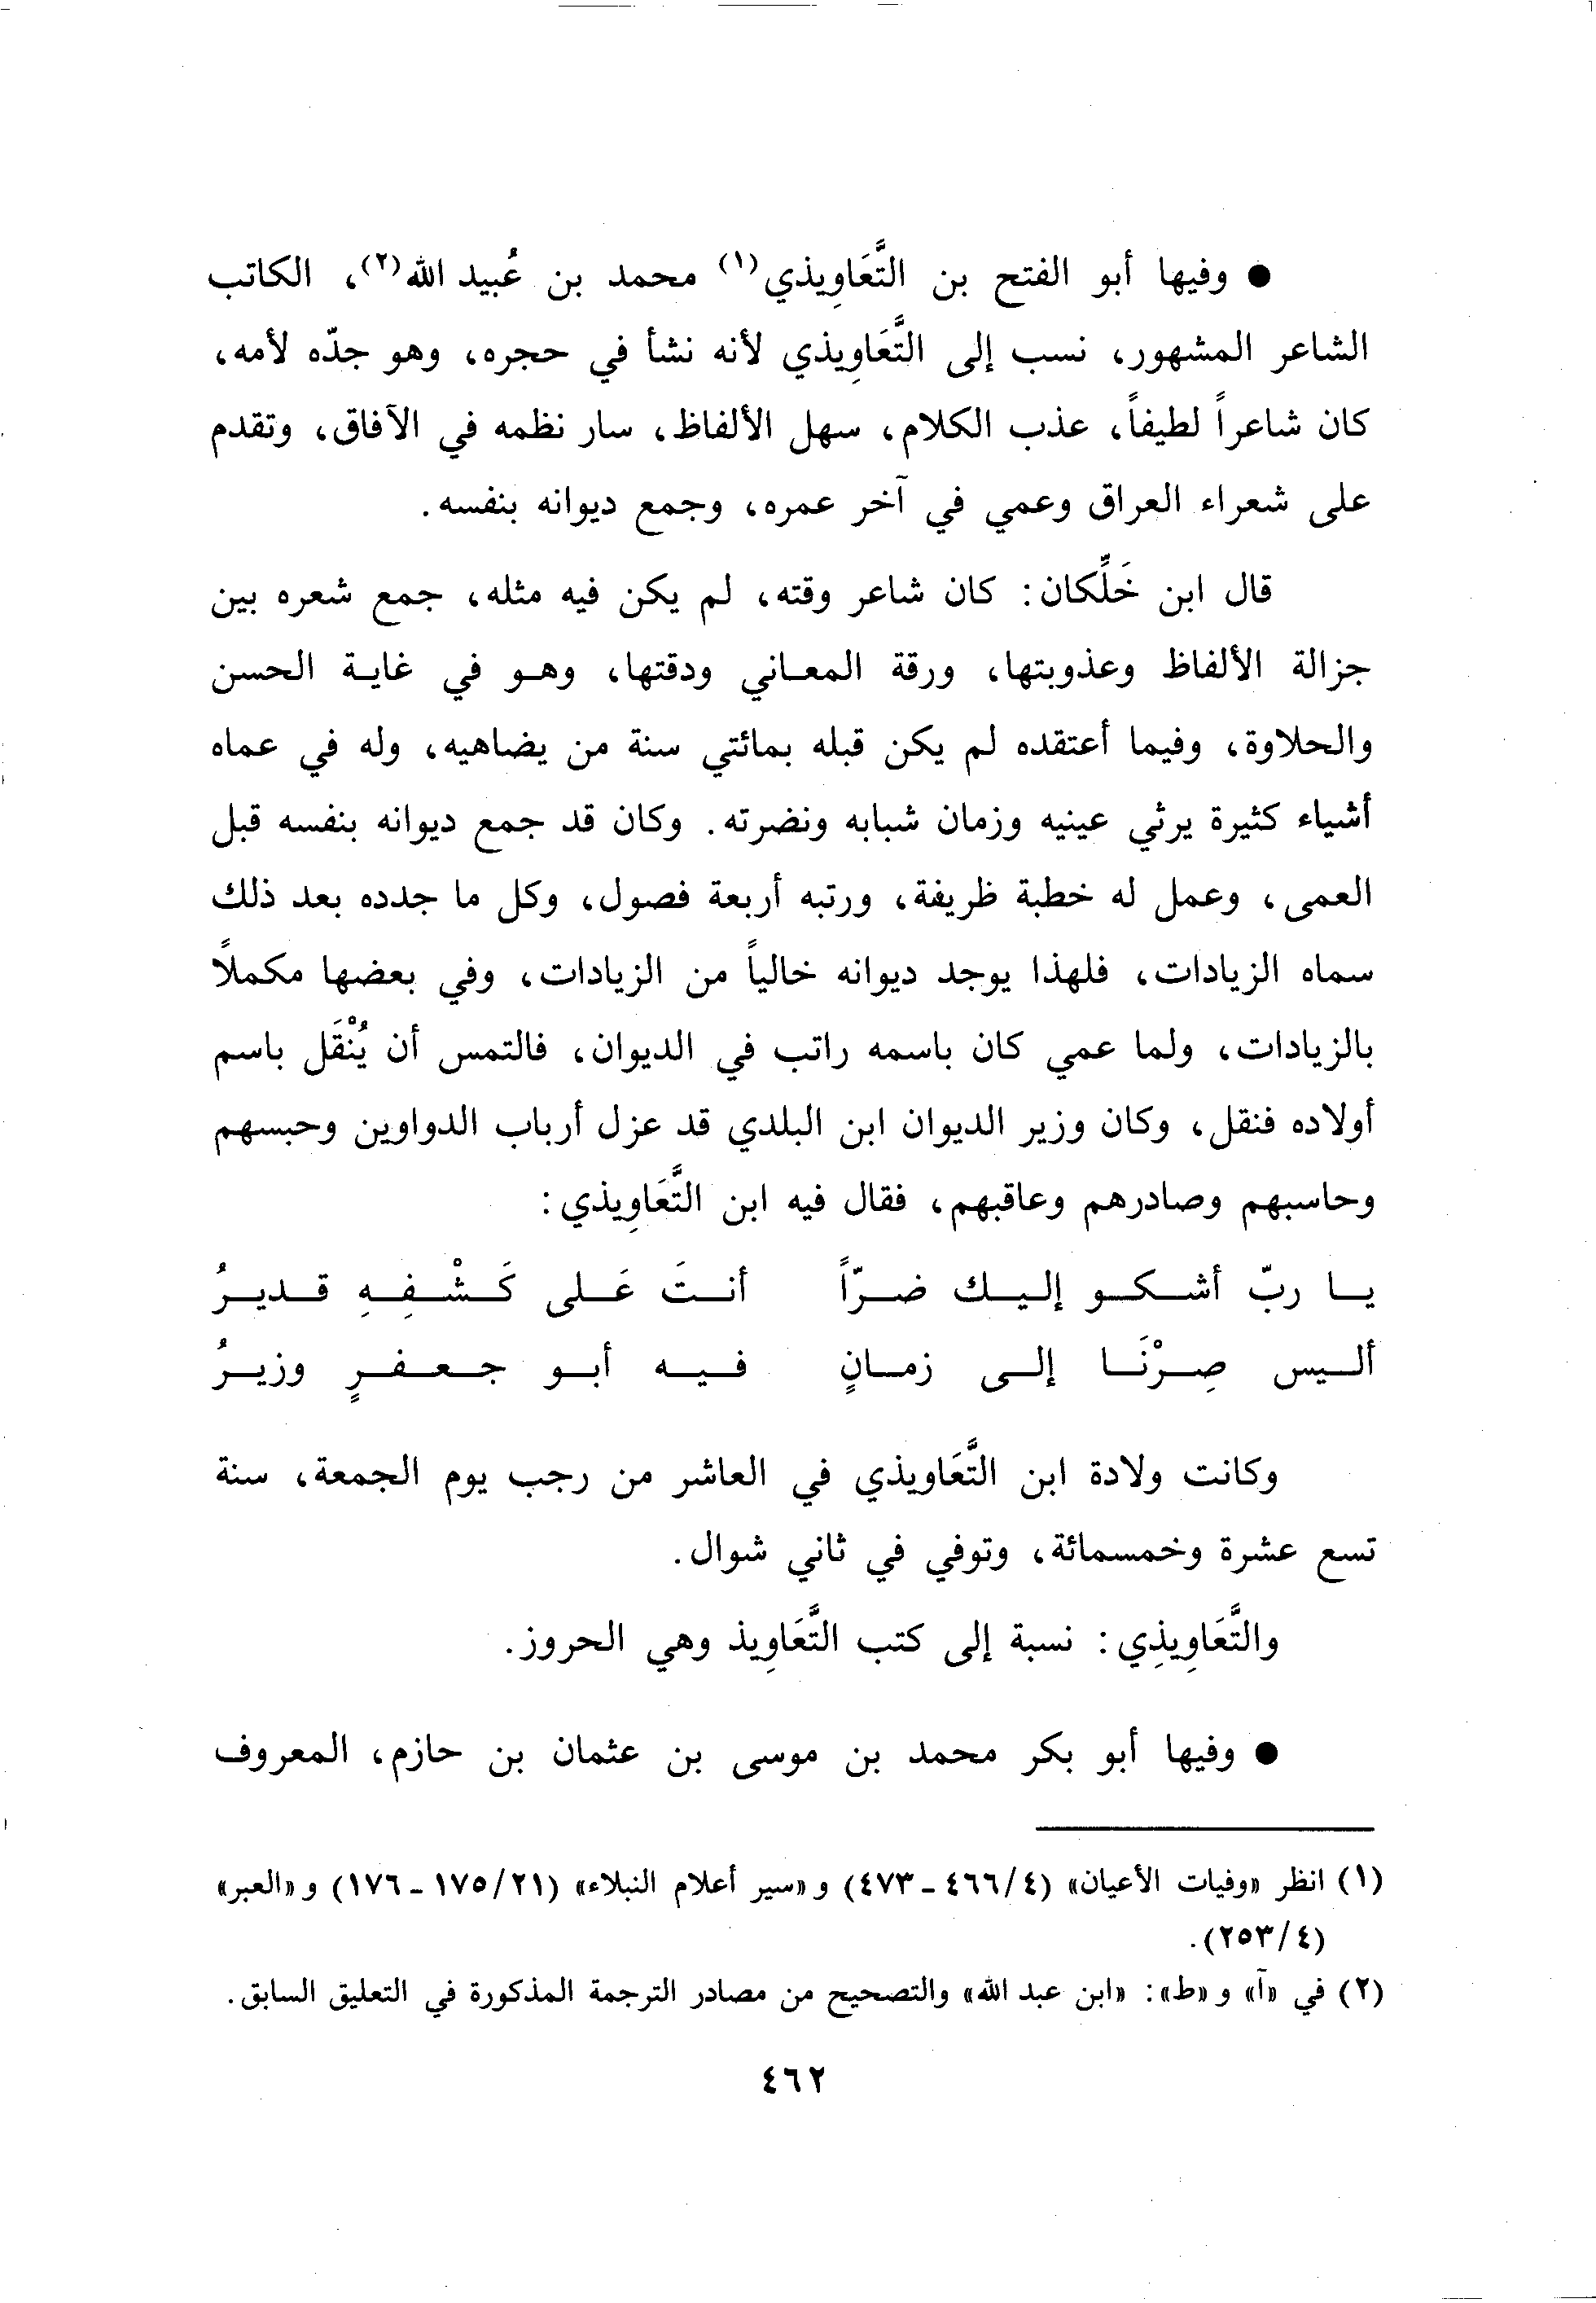 ● وفيها أبو الفتح بن التَّعَاوِيذي(١) محمد بن عُبيد الله(٢)، الكاتب
الشاعر المشهور، نسب إلى التَّعَاوِيذي لأنه نشأ في حجره، وهو جدّه لأمه،
كان شاعراً لطيفاً، عذب الكلام، سهل الألفاظ، سار نظمه في الآفاق، وتقدم
على شعراء العراق وعمي في آخر عمره، وجمع ديوانه بنفسه.
قال ابن خَلِّكان: كان شاعر وقته، لم يكن فيه مثله، جمع شعره بين
جزالة الألفاظ وعذوبتها، ورقة المعاني ودقتها، وهو في غاية الحسن
والحلاوة، وفيما أعتقده لم يكن قبله بمائتي سنة من يضاهيه، وله في عماه
أشياء كثيرة يرثي عينيه وزمان شبابه ونضرته. وكان قد جمع ديوانه بنفسه قبل
العمى، وعمل له خطبة ظريفة، ورتبه أربعة فصول، وكل ما جدده بعد ذلك
سماه الزيادات، فلهذا يوجد ديوانه خالياً من الزيادات، وفي بعضها مكملاً
بالزيادات، ولما عمي كان باسمه راتب في الديوان، فالتمس أن يُنْقَل باسم
أولاده فنقل، وكان وزير الديوان ابن البلدي قد عزل أرباب الدواوين وحبسهم
وحاسبهم وصادرهم وعاقبهم، فقال فيه ابن التَّعَاوِيذي:
يا ربّ أشكو إليك ضرّاً أنتَ عَلى كَشْفِهِ قديرُ
أليس صِرْنَا إلى زمانٍ فيه أبو جعفرٍ وزيرُ
وكانت ولادة ابن التَّعَاويذي في العاشر من رجب يوم الجمعة، سنة
تسع عشرة وخمسمائة، وتوفي في ثاني شوال.
والتَّعَاوِيذِي: نسبة إلى كتب التَّعَاوِيذ وهي الحروز.
● وفيها أبو بكر محمد بن موسى بن عثمان بن حازم، المعروف
(١) انظر «وفيات الأعيان» (٤/ ٤٦٦ ـ ٤٧٣) و«سير أعلام النبلاء» (٢١/ ١٧٥ ـ ١٧٦) و«العبر»
(٤/ ٢٥٣).
(٢) في «آ» و«ط»: «ابن عبد الله» والتصحيح من مصادر الترجمة المذكورة في التعليق السابق.
٤٦٢